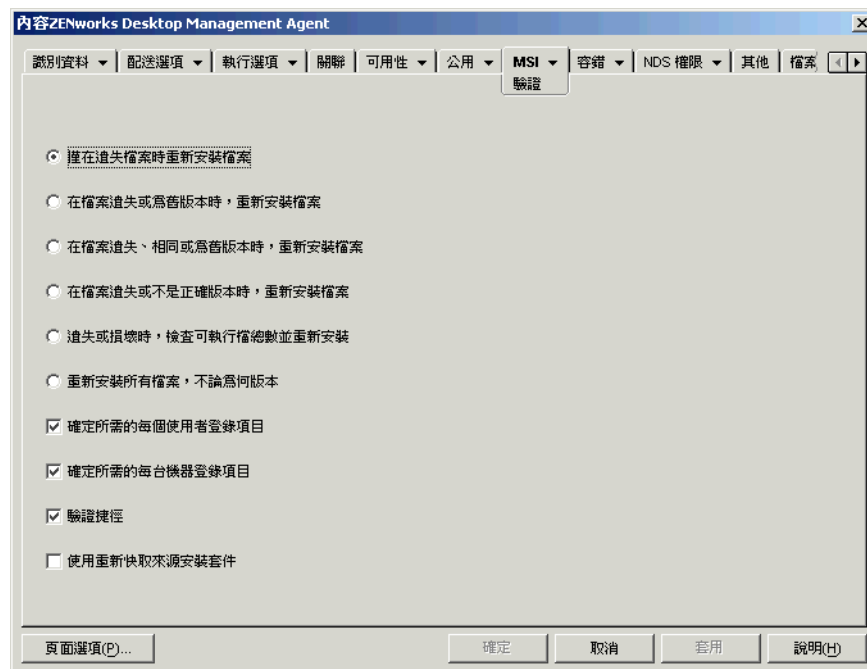 內容ZENworks Desktop Management Agent
識別資料 配送選項 執行選項 關聯 可用性 公用 MSI 容錯 NDS 權限 其他 檔案
驗證
僅在遺失檔案時重新安裝檔案
在檔案遺失或為舊版本時，重新安裝檔案
在檔案遺失、相同或為舊版本時，重新安裝檔案
在檔案遺失或不是正確版本時，重新安裝檔案
遺失或損壞時，檢查可執行檔總數並重新安裝
重新安裝所有檔案，不論為何版本
確定所需的每個使用者登錄項目
確定所需的每台機器登錄項目
驗證捷徑
使用重新快取來源安裝套件
頁面選項(P)... 確定 取消 套用 說明(H)